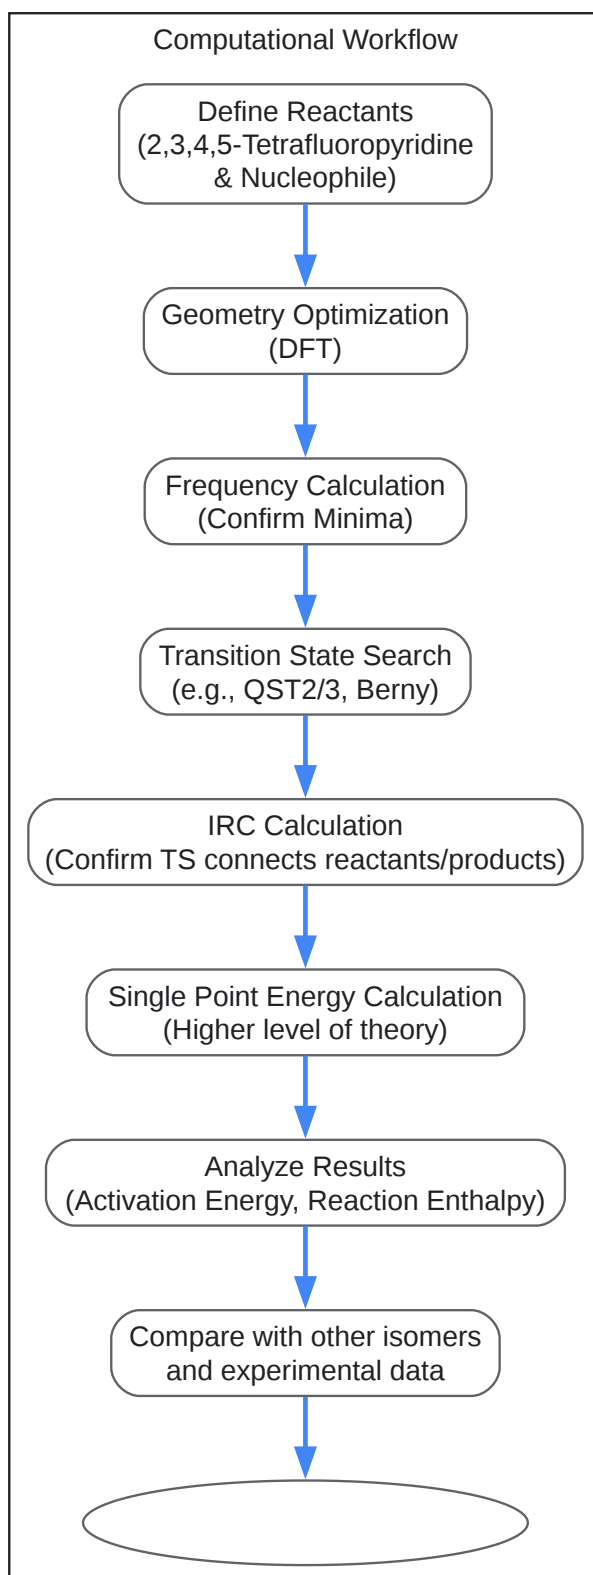 Computational Workflow
Define Reactants
(2,3,4,5-Tetrafluoropyridine
& Nucleophile)
Geometry Optimization
(DFT)
Frequency Calculation
(Confirm Minima)
Transition State Search
(e.g., QST2/3, Berny)
IRC Calculation
(Confirm TS connects reactants/products)
Single Point Energy Calculation
(Higher level of theory)
Analyze Results
(Activation Energy, Reaction Enthalpy)
Compare with other isomers
and experimental data